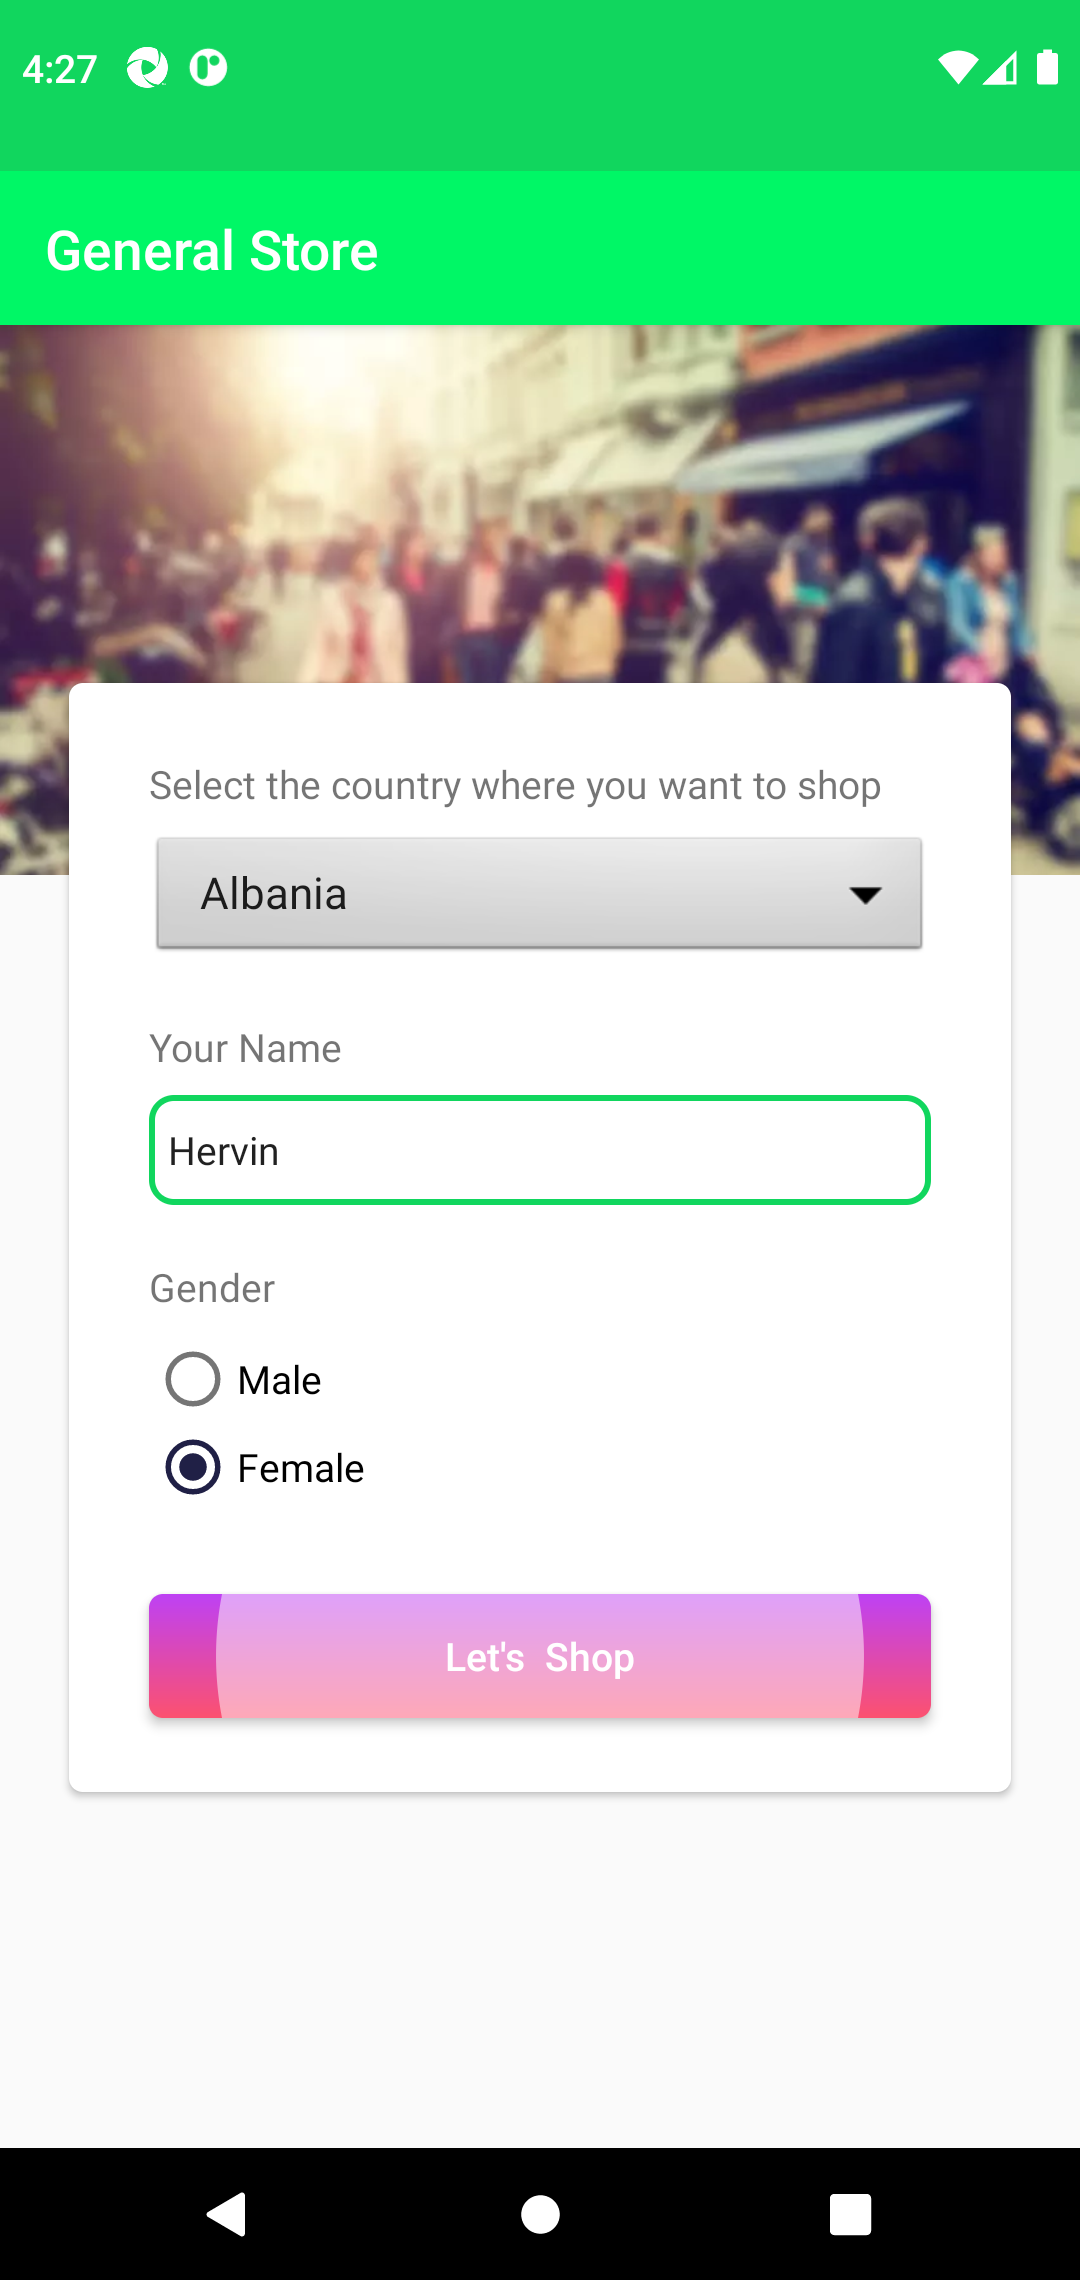 4:27
General Store
Select the country where you want to shop
Albania
Your Name
Hervin
Gender
Male
Female
Let's Shop